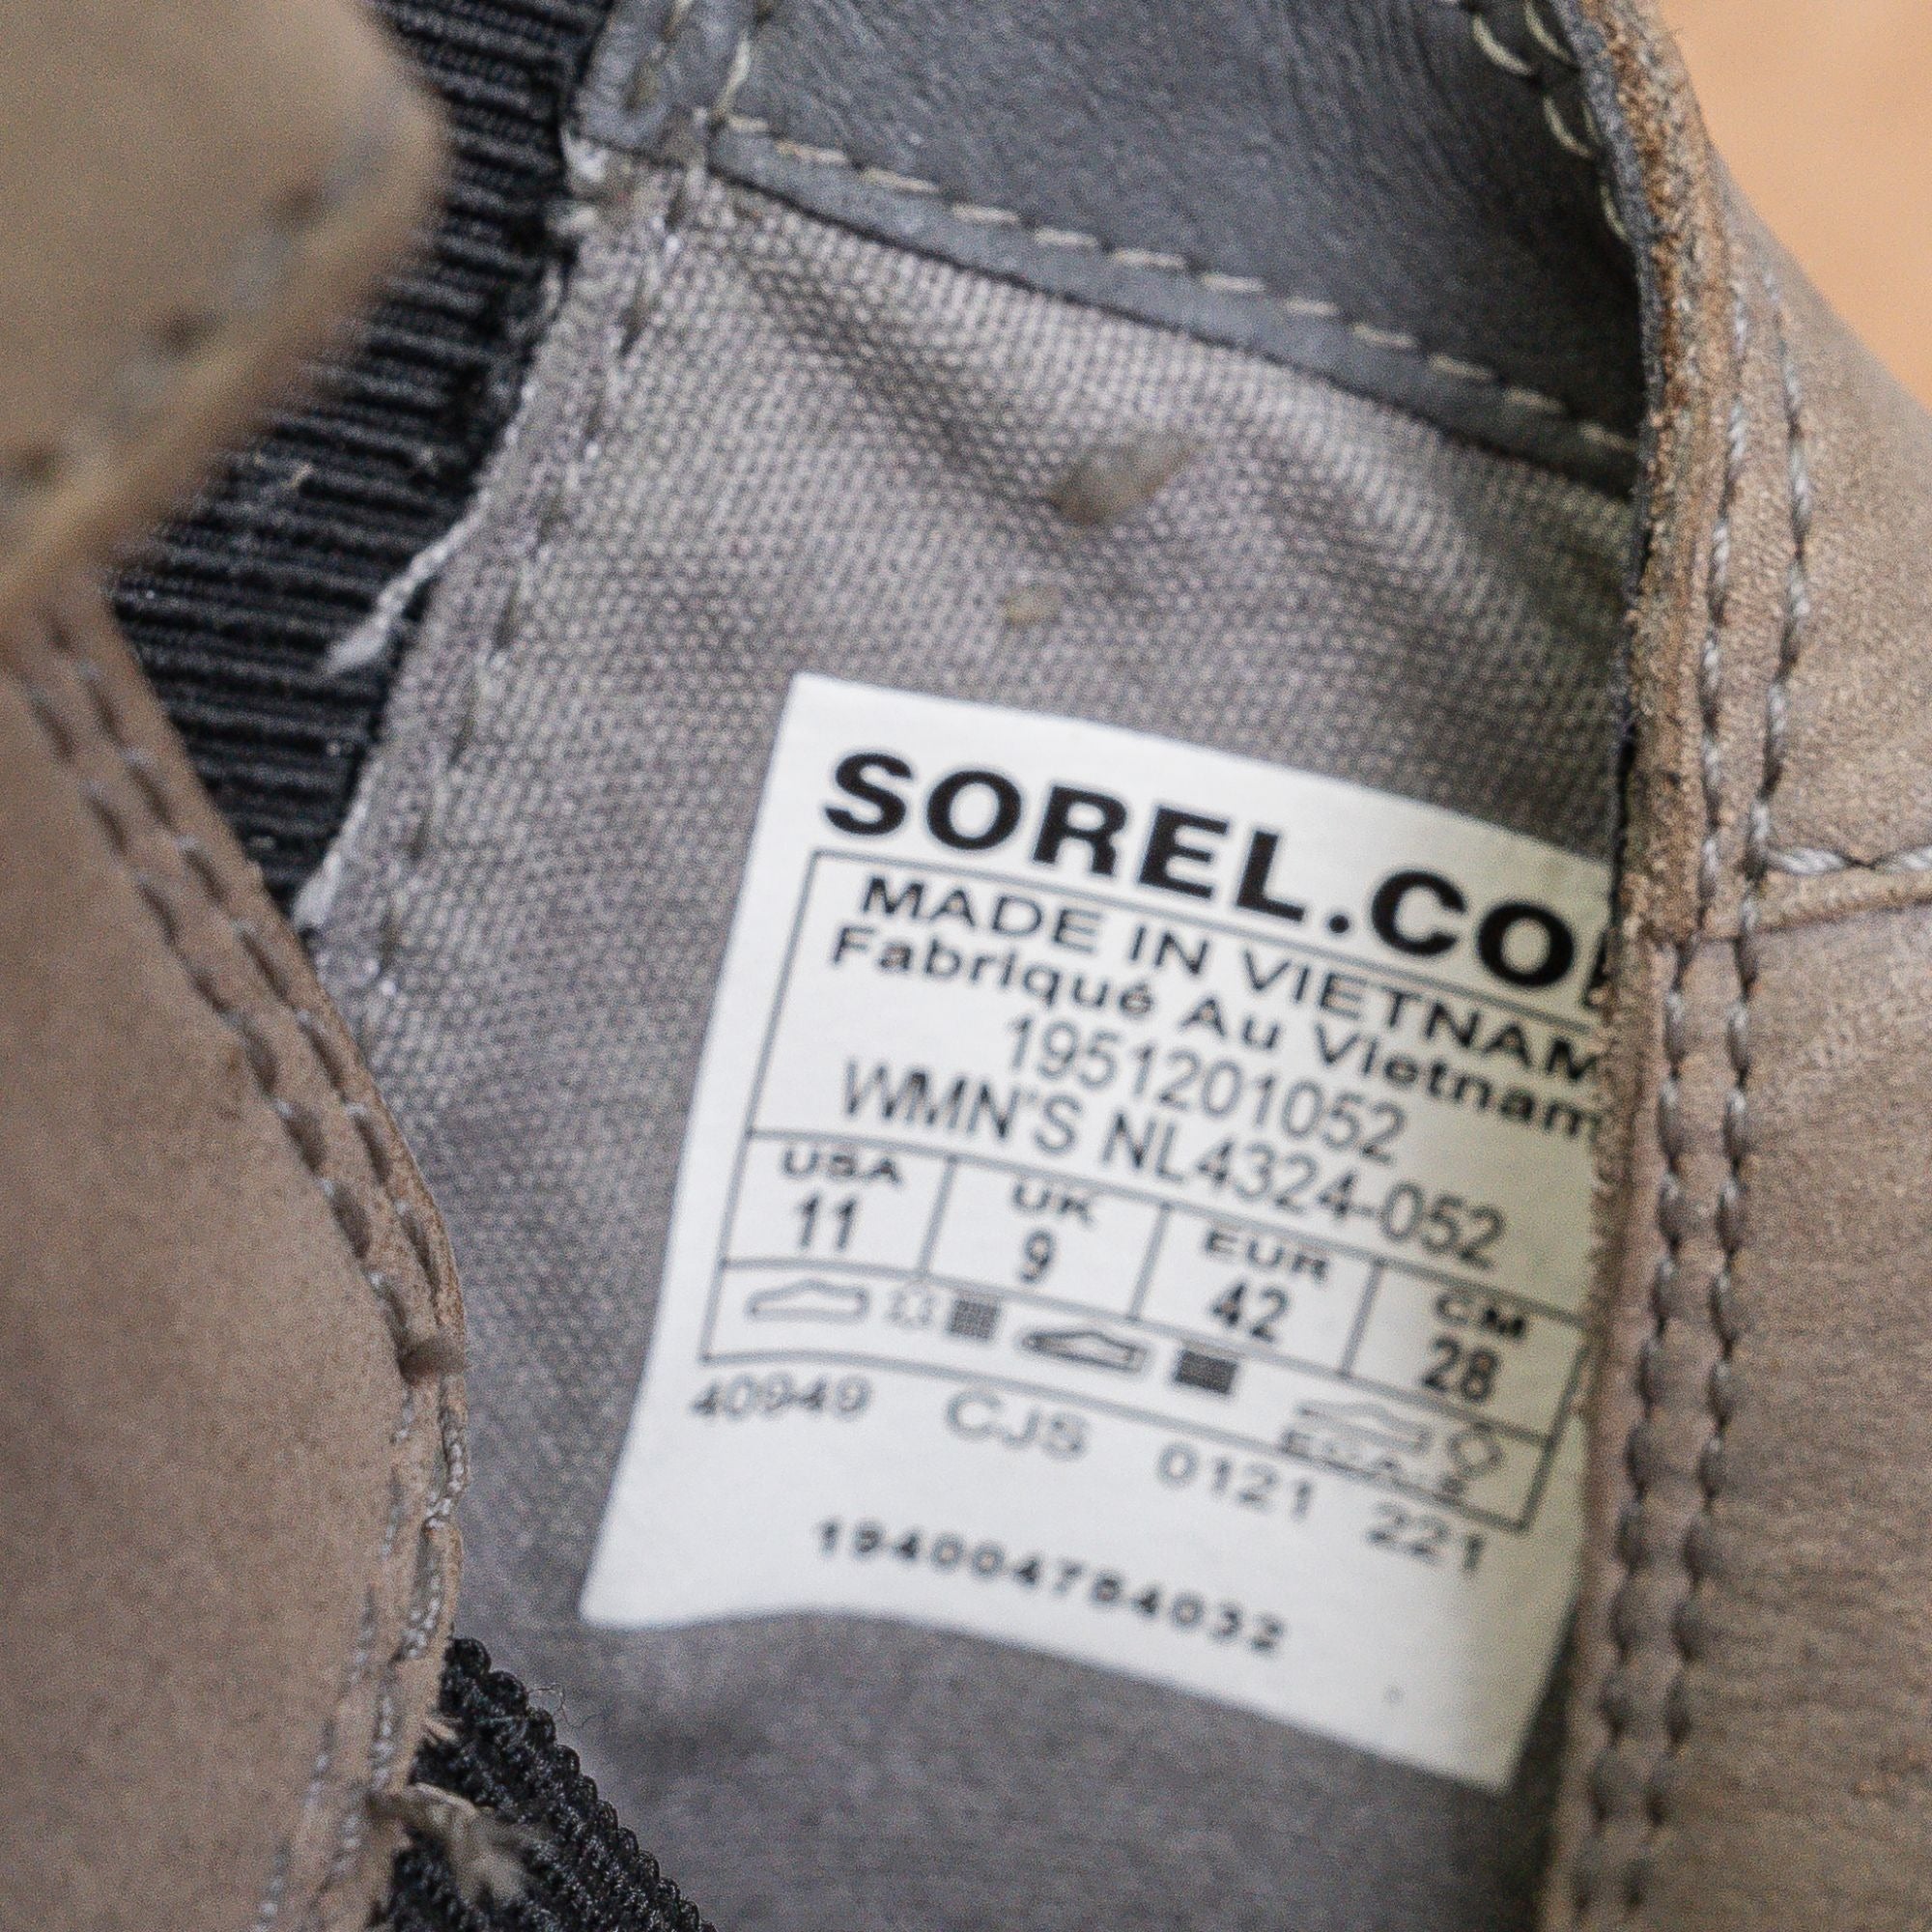 SOREL.CO
MADE IN VIETNAM
Fabriqué Au Vietnam
1951201052
WMN'S NL4324-052
USA UK EUR CM
11 9 42 28
40949 CJS 0121 221
194004784032